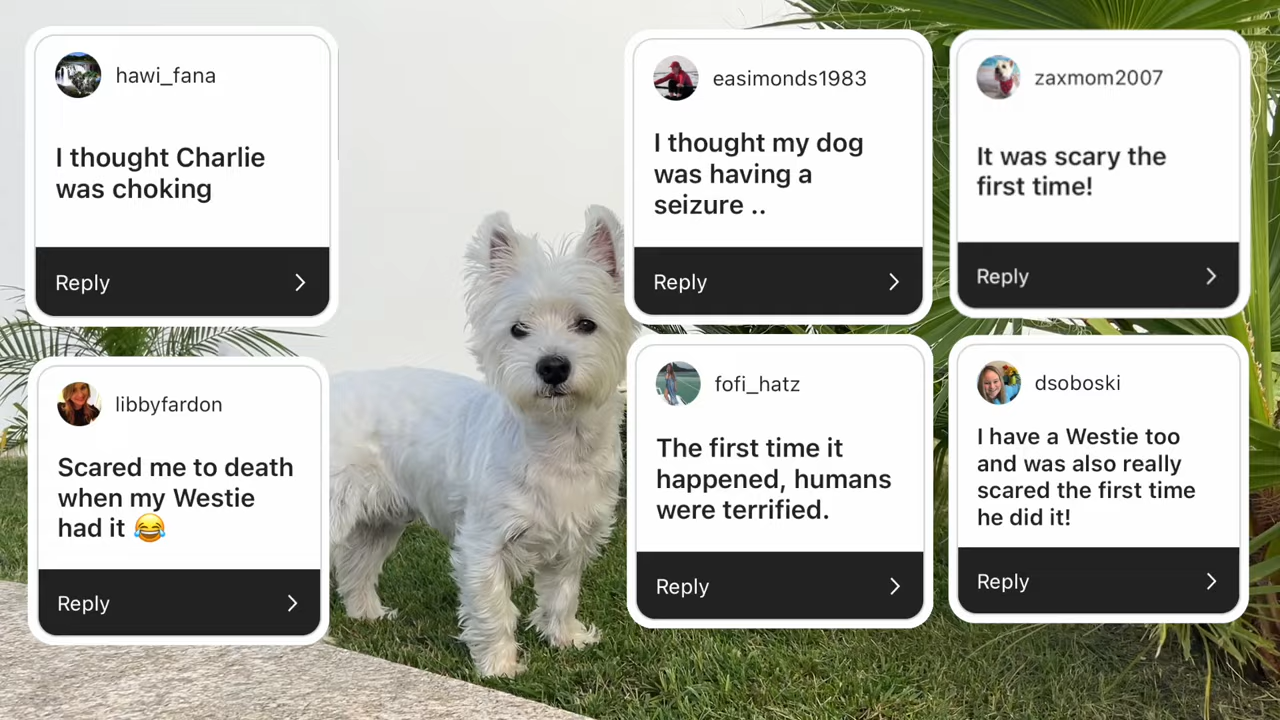 hawi_fana
I thought Charlie
was choking
Reply
easimonds1983
I thought my dog
was having a
seizure ..
Reply
zaxmom2007
It was scary the
first time!
Reply
libbyfardon
Scared me to death
when my Westie
had it 😂
Reply
fofi_hatz
The first time it
happened, humans
were terrified.
Reply
dsoboski
I have a Westie too
and was also really
scared the first time
he did it!
Reply